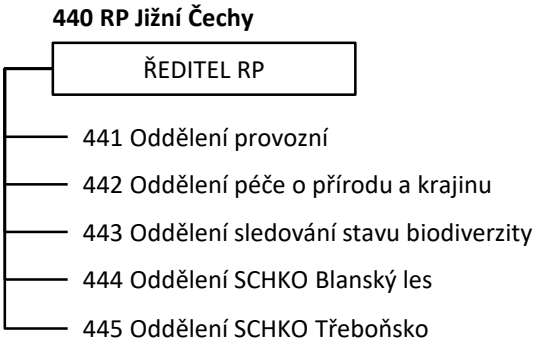 440 RP Jižní Čechy
ŘEDITEL RP
441 Oddělení provozní
442 Oddělení péče o přírodu a krajinu
443 Oddělení sledování stavu biodiverzity
444 Oddělení SCHKO Blanský les
445 Oddělení SCHKO Třeboňsko